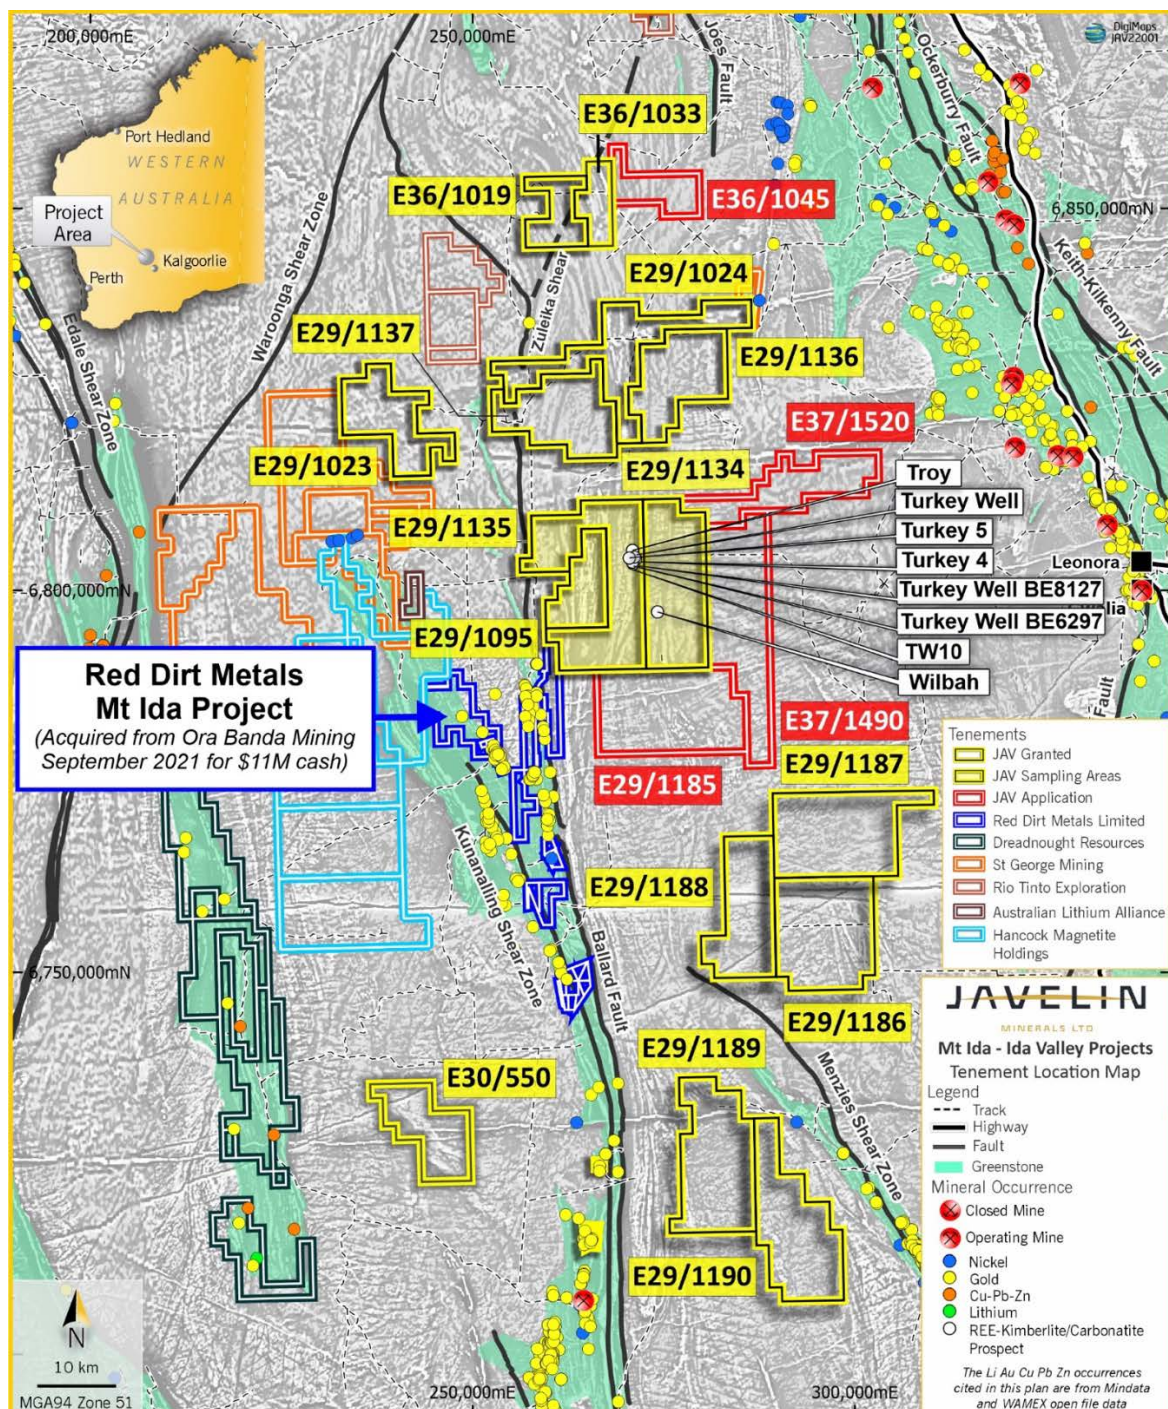 200,000mE
250,000mE
DigiMaps
JAV22001
Joes Fault
Ockerburry Fault
E36/1033
Port Hedland
WESTERN
AUSTRALIA
Project
Area
Kalgoorlie
Perth
E36/1019
E36/1045
6,850,000mN
Waroonga Shear Zone
Zuleika Shear
Keith-Kilkenny Fault
Edale Shear Zone
E29/1024
E29/1137
E29/1136
E37/1520
E29/1023
E29/1134
Troy
E29/1135
Turkey Well
Turkey 5
Turkey 4
Leonora
6,800,000mN
Turkey Well BE8127
Turkey Well BE6297
E29/1095
TW10
Wilbah
Red Dirt Metals
Mt Ida Project
(Acquired from Ora Banda Mining
September 2021 for $11M cash)
Fault
E37/1490
E29/1185
E29/1187
Tenements
JAV Granted
JAV Sampling Areas
JAV Application
Red Dirt Metals Limited
Dreadnought Resources
St George Mining
Rio Tinto Exploration
Australian Lithium Alliance
Hancock Magnetite
Holdings
Kunanalling Shear Zone
E29/1188
Ballard Fault
6,750,000mN
E29/1186
JAVELIN
MINERALS LTD
Mt Ida - Ida Valley Projects
Tenement Location Map
E29/1189
Menzies Shear Zone
E30/550
Legend
Track
Highway
Fault
Greenstone
Mineral Occurrence
Closed Mine
Operating Mine
Nickel
Gold
Cu-Pb-Zn
Lithium
REE-Kimberlite/Carbonatite
Prospect
E29/1190
N
10 km
MGA94 Zone 51
250,000mE
300,000mE
The Li Au Cu Pb Zn occurrences
cited in this plan are from Mindata
and WAMEX open file data